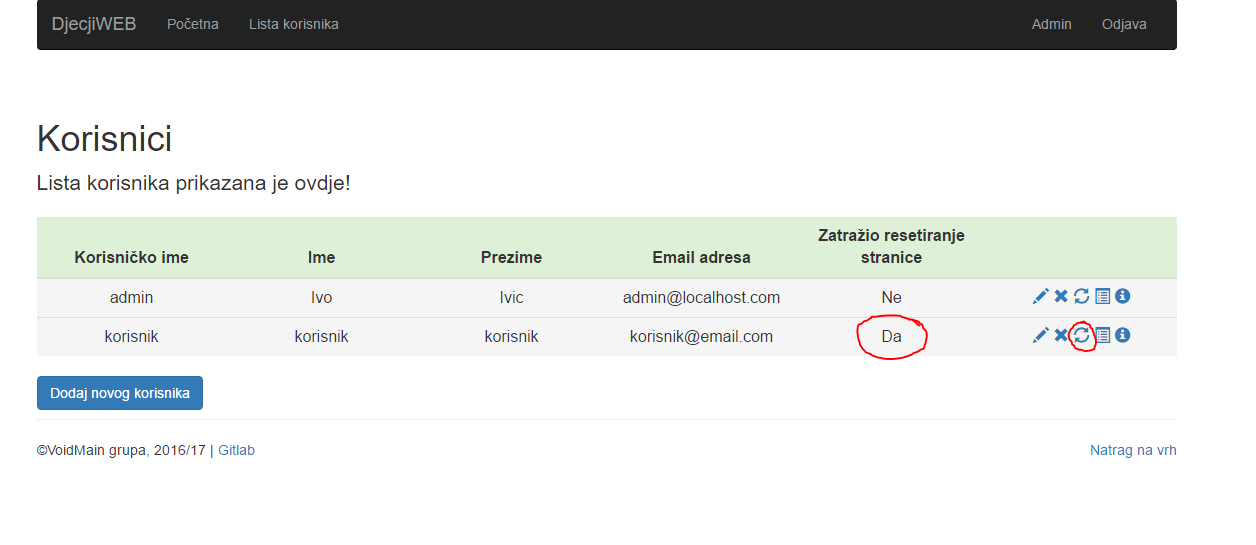 DjecjiWEB Početna Lista korisnika Admin Odjava
Korisnici
Lista korisnika prikazana je ovdje!
Korisničko ime Ime Prezime Email adresa Zatražio resetiranje stranice
admin Ivo Ivic admin@localhost.com Ne
korisnik korisnik korisnik korisnik@email.com Da
Dodaj novog korisnika
©VoidMain grupa, 2016/17 | Gitlab Natrag na vrh